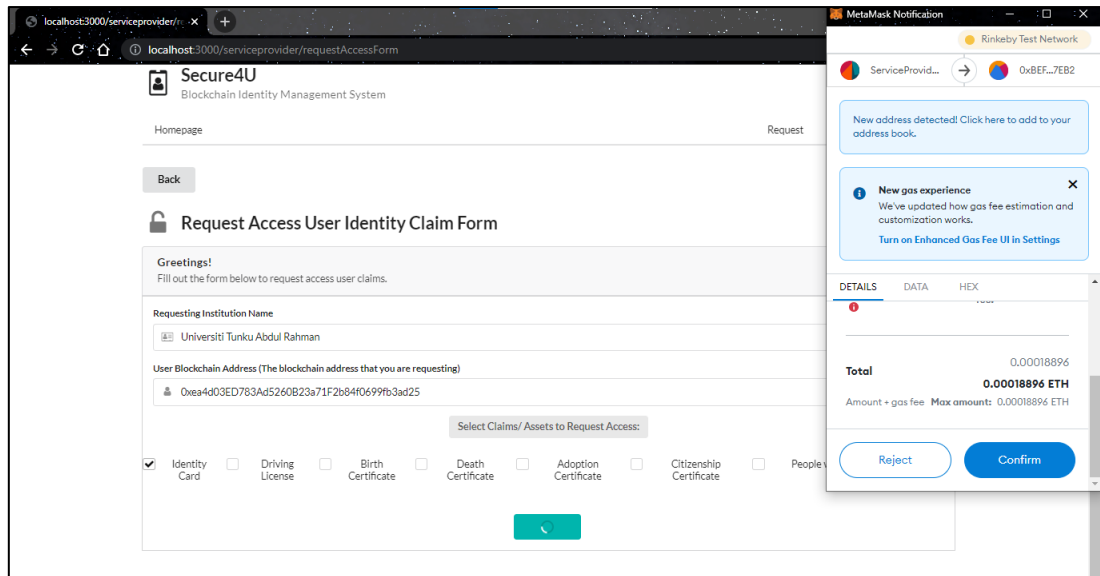 localhost:3000/serviceprovider/re
localhost:3000/serviceprovider/requestAccessForm
Secure4U
Blockchain Identity Management System
Homepage
Request
Back
Request Access User Identity Claim Form
Greetings!
Fill out the form below to request access user claims.
Requesting Institution Name
Universiti Tunku Abdul Rahman
User Blockchain Address (The blockchain address that you are requesting)
0xea4d03ED783Ad5260B23a71F2b84f0699fb3ad25
Select Claims/ Assets to Request Access:
Identity Card
Driving License
Birth Certificate
Death Certificate
Adoption Certificate
Citizenship Certificate
People
MetaMask Notification
Rinkeby Test Network
ServiceProvid...
0xBEF...7EB2
New address detected! Click here to add to your
address book.
New gas experience
We've updated how gas fee estimation and
customization works.
Turn on Enhanced Gas Fee UI in Settings
DETAILS DATA HEX
0.00018896
Total
0.00018896 ETH
Amount + gas fee Max amount: 0.00018896 ETH
Reject Confirm